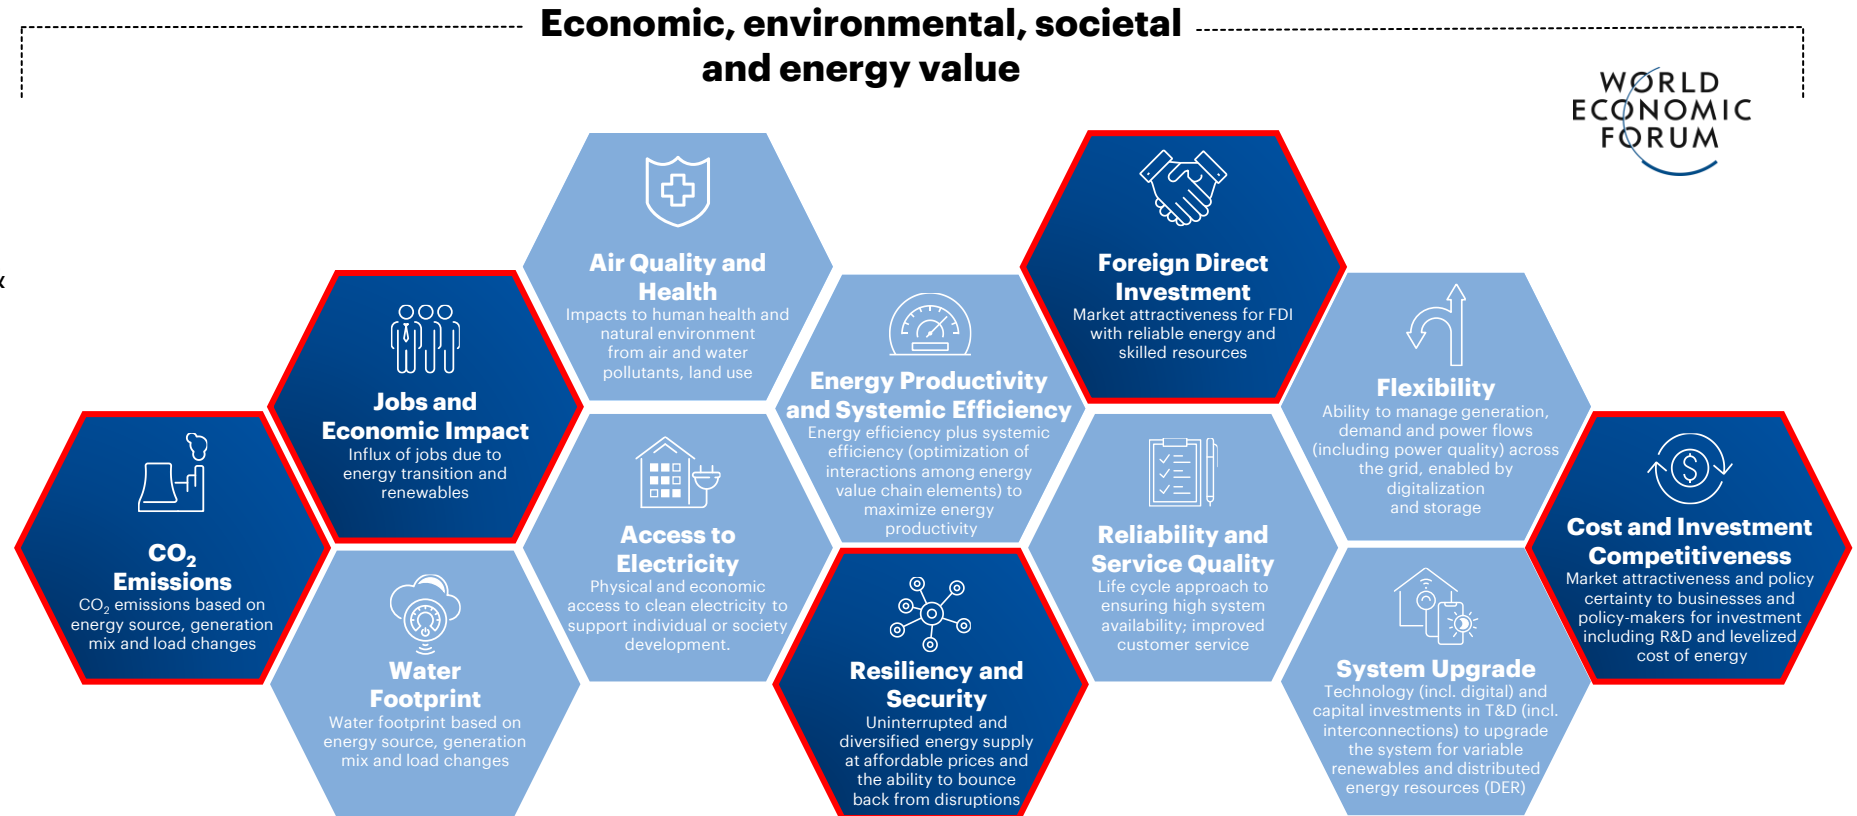 Economic, environmental, societal
and energy value
WORLD
ECONOMIC
FORUM
Air Quality and
Health
Impacts to human health and
natural environment
from air and water
pollutants, land use
Foreign Direct
Investment
Market attractiveness for FDI
with reliable energy and
skilled resources
Jobs and
Economic Impact
Influx of jobs due to
energy transition and
renewables
Energy Productivity
and Systemic Efficiency
Energy efficiency plus systemic
efficiency (optimization of
interactions among energy
value chain elements) to
maximize energy
productivity
Flexibility
Ability to manage generation,
demand and power flows
(including power quality) across
the grid, enabled by
digitalization
and storage
CO₂
Emissions
CO₂ emissions based on
energy source, generation
mix and load changes
Access to
Electricity
Physical and economic
access to clean electricity to
support individual or society
development.
Reliability and
Service Quality
Life cycle approach to
ensuring high system
availability; improved
customer service
Cost and Investment
Competitiveness
Market attractiveness and policy
certainty to businesses and
policy-makers for investment
including R&D and levelized
cost of energy
Water
Footprint
Water footprint based on
energy source, generation
mix and load changes
Resiliency and
Security
Uninterrupted and
diversified energy supply
at affordable prices and
the ability to bounce
back from disruptions
System Upgrade
Technology (incl. digital) and
capital investments in T&D (incl.
interconnections) to upgrade
the system for variable
renewables and distributed
energy resources (DER)